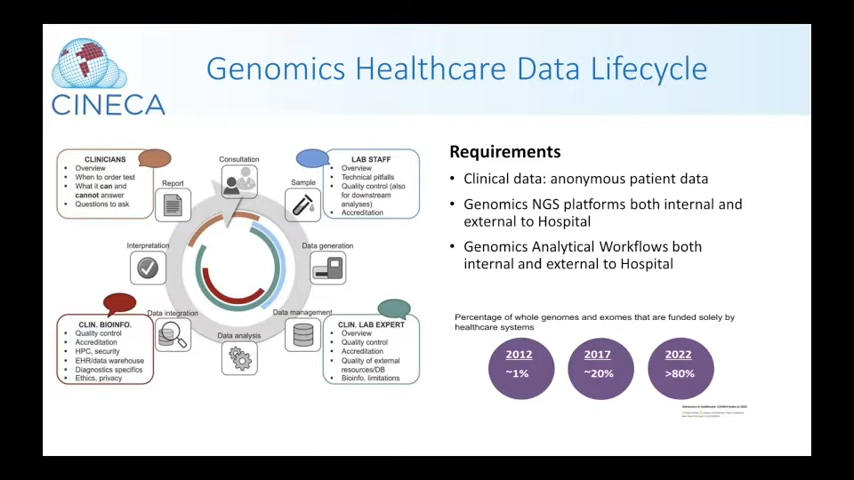 CINECA
Genomics Healthcare Data Lifecycle
CLINICIANS
• Overview
• When to order test
• What it can and
cannot answer
• Questions to ask
Consultation
LAB STAFF
• Overview
• Technical pitfalls
• Quality control (also
for downstream
analyses)
• Accreditation
Report
Sample
Interpretation
Data generation
Data integration
Data management
Data analysis
CLIN. BIOINFO.
• Quality control
• Accreditation
• HPC, security
• EHR/data warehouse
• Diagnostics specifics
• Ethics, privacy
CLIN. LAB EXPERT
• Overview
• Quality control
• Accreditation
• Quality of external
resources/DB
• Bioinfo. limitations
Requirements
• Clinical data: anonymous patient data
• Genomics NGS platforms both internal and
external to Hospital
• Genomics Analytical Workflows both
internal and external to Hospital
Percentage of whole genomes and exomes that are funded solely by
healthcare systems
2012
~1%
2017
~20%
2022
>80%